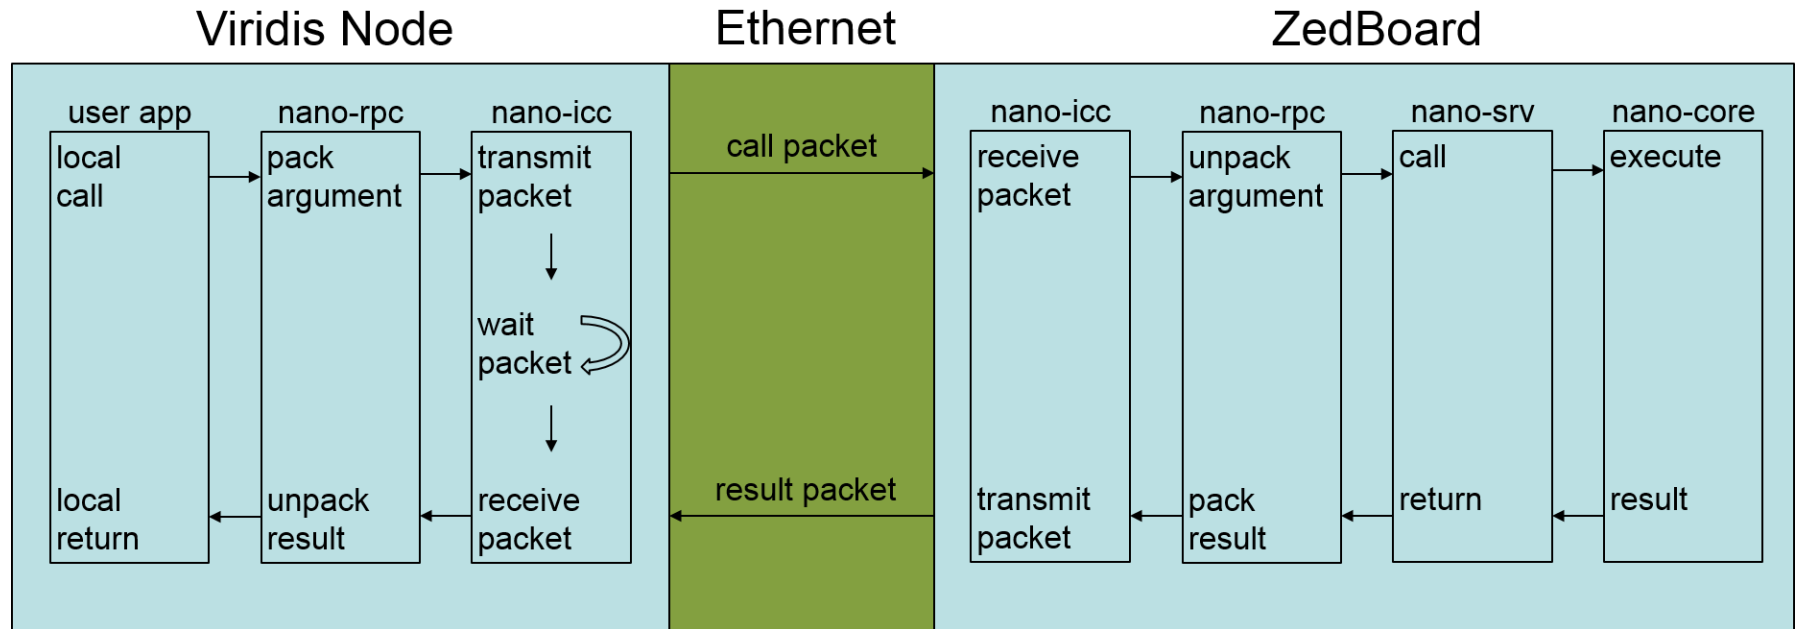 Viridis Node
Ethernet
ZedBoard
user app
nano-rpc
nano-icc
nano-icc
nano-rpc
nano-srv
nano-core
local
call
pack
argument
transmit
packet
call packet
receive
packet
unpack
argument
call
execute
wait
packet
local
return
unpack
result
receive
packet
result packet
transmit
packet
pack
result
return
result